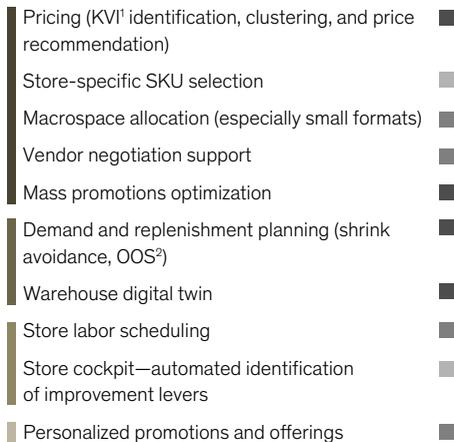 Pricing (KVI¹ identification, clustering, and price
recommendation)
Store-specific SKU selection
Macrospace allocation (especially small formats)
Vendor negotiation support
Mass promotions optimization
Demand and replenishment planning (shrink
avoidance, OOS²)
Warehouse digital twin
Store labor scheduling
Store cockpit—automated identification
of improvement levers
Personalized promotions and offerings